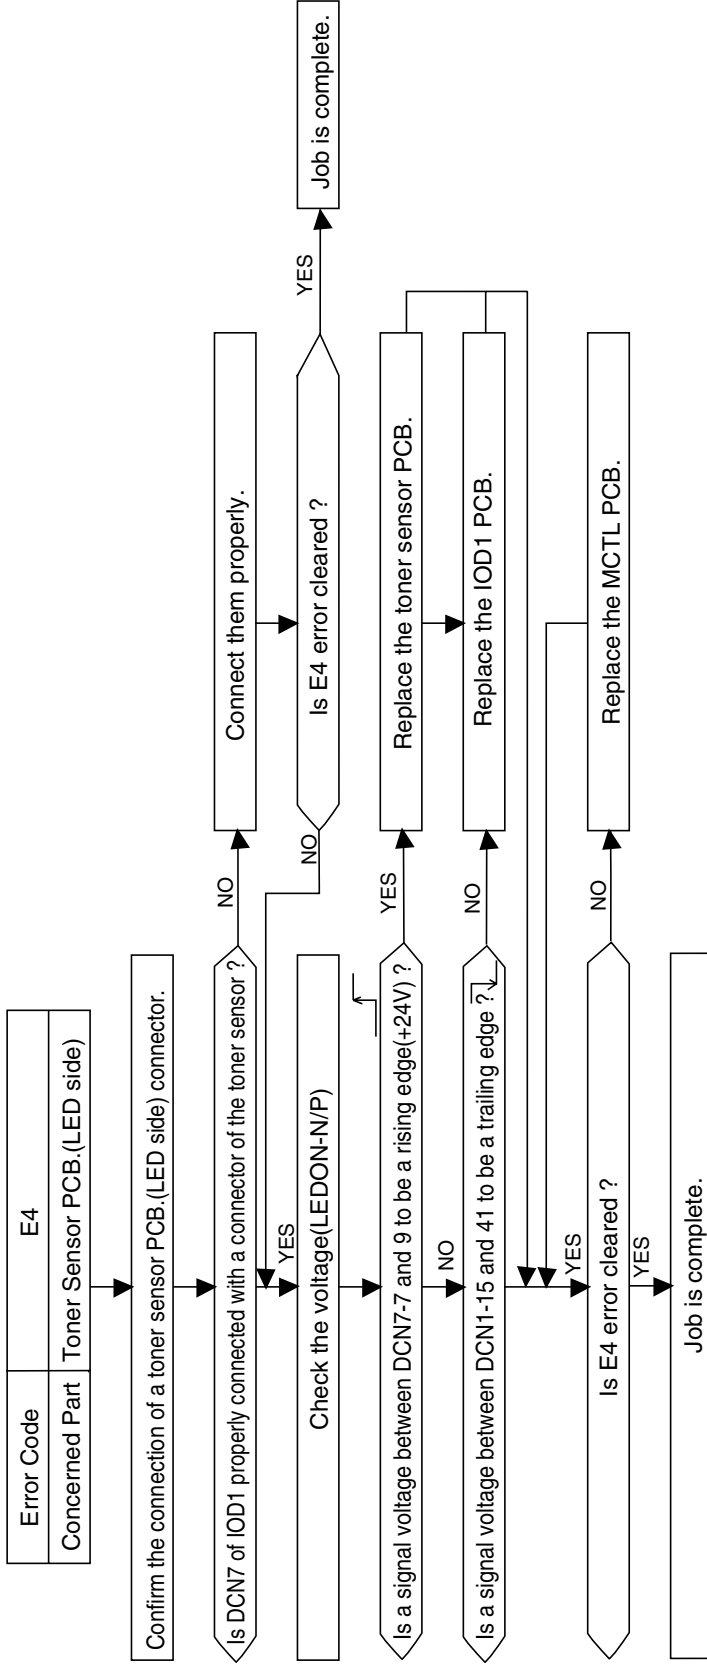 Error Code
E4
Concerned Part
Toner Sensor PCB.(LED side)
Confirm the connection of a toner sensor PCB.(LED side) connector.
Is DCN7 of IOD1 properly connected with a connector of the toner sensor ?
NO
Connect them properly.
YES
Is E4 error cleared ?
NO
YES
Job is complete.
Check the voltage(LEDON-N/P)
Is a signal voltage between DCN7-7 and 9 to be a rising edge(+24V) ?
YES
Replace the toner sensor PCB.
NO
Is a signal voltage between DCN1-15 and 41 to be a trailing edge ?
NO
Replace the IOD1 PCB.
YES
Is E4 error cleared ?
NO
Replace the MCTL PCB.
YES
Job is complete.